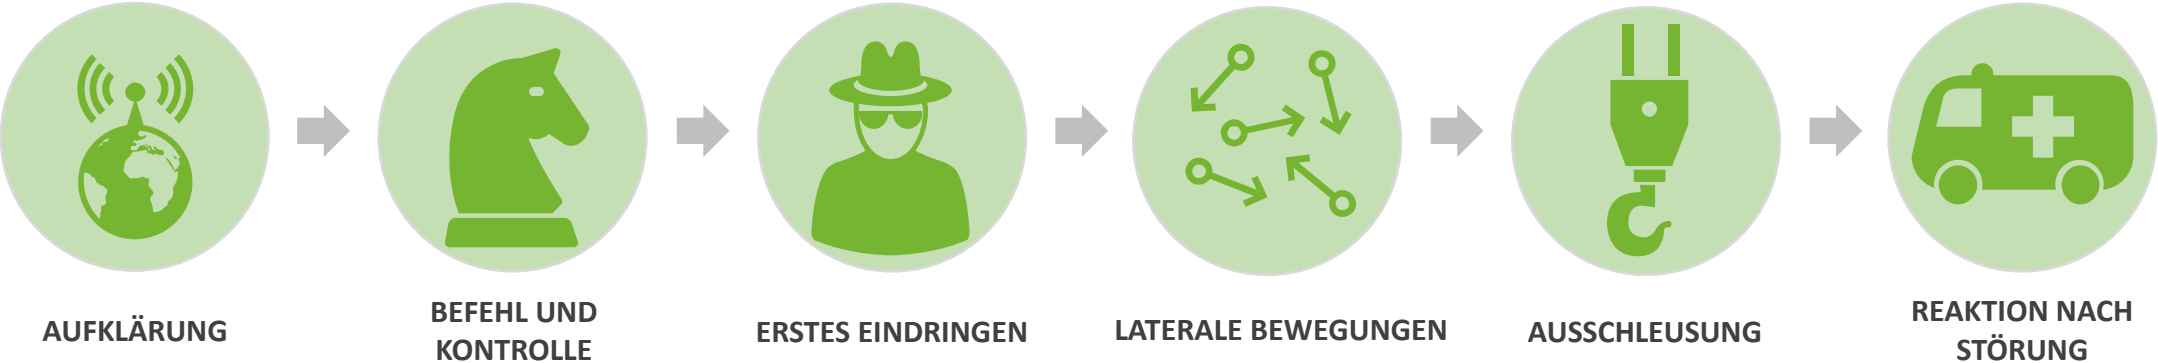 AUFKLÄRUNG
BEFEHL UND
KONTROLLE
ERSTES EINDRINGEN
LATERALE BEWEGUNGEN
AUSSCHLEUSUNG
REAKTION NACH
STÖRUNG